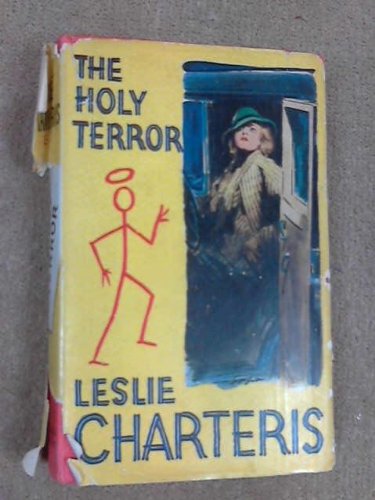 THE
HOLY
TERROR
LESLIE
CHARTERIS